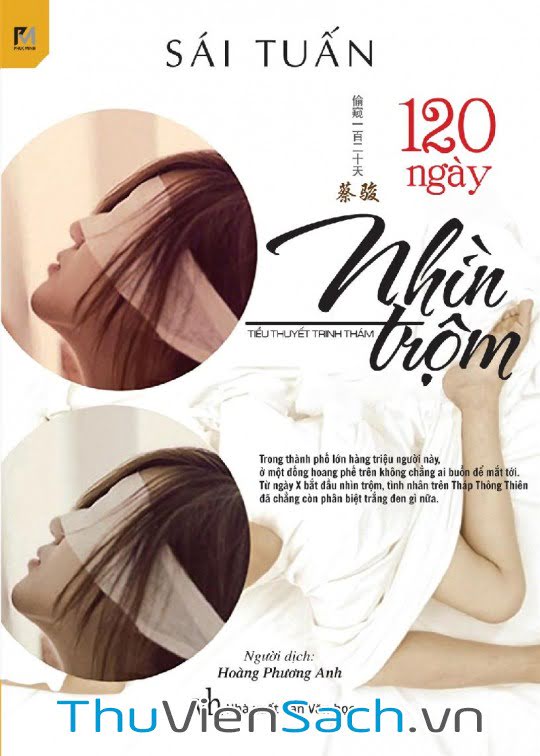 SÁI TUẤN
偷窺一百二十天
蔡骏
120
ngày
Nhìn
trộm
TIỂU THUYẾT TRINH THÁM
Trong thành phố lớn hàng triệu người này,
ở một đống hoang phế trên không chẳng ai buồn để mắt tới.
Từ ngày X bắt đầu nhìn trộm, tình nhân trên Tháp Thông Thiên
đã chẳng còn phân biệt trắng đen gì nữa.
Người dịch:
Hoàng Phương Anh
ThuVienSach.vn